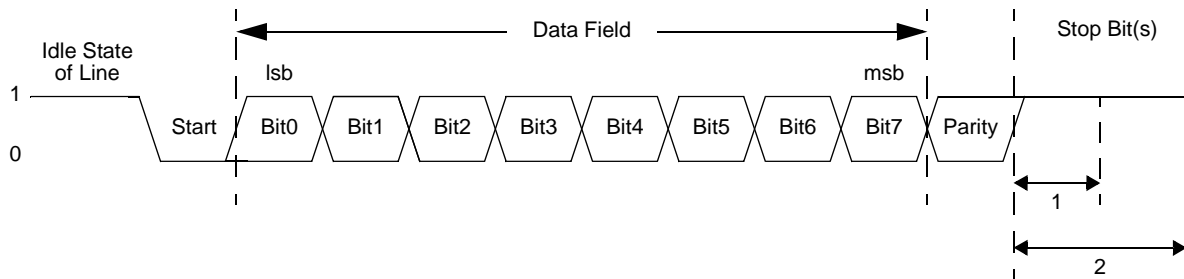 Data Field
Stop Bit(s)
Idle State
of Line
lsb
msb
1
Start
Bit0
Bit1
Bit2
Bit3
Bit4
Bit5
Bit6
Bit7
Parity
0
1
2